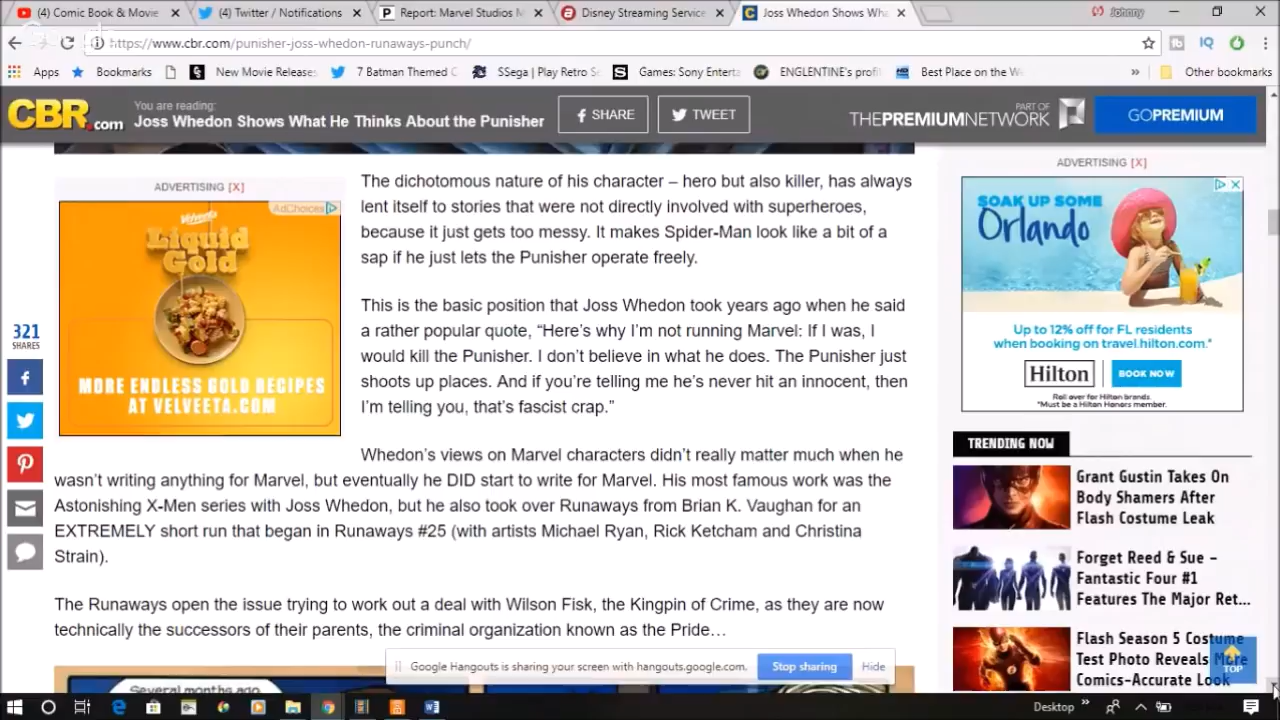 (4) Comic Book & Movie
(4) Twitter / Notifications
Report: Marvel Studios M
Disney Streaming Service
Joss Whedon Shows Wha
Johnny
https://www.cbr.com/punisher-joss-whedon-runaways-punch/
Apps
Bookmarks
New Movie Releases
7 Batman Themed C
SSega | Play Retro S
Games: Sony Enterta
ENGLENTINE's profi
Best Place on the W
»
Other bookmarks
CBR.com
You are reading:
Joss Whedon Shows What He Thinks About the Punisher
SHARE
TWEET
PART OF
THEPREMIUMNETWORK
GOPREMIUM
ADVERTISING [X]
AdChoices
Velveeta
Liquid
Gold
MORE ENDLESS GOLD RECIPES
AT VELVEETA.COM
321
SHARES
The dichotomous nature of his character – hero but also killer, has always
lent itself to stories that were not directly involved with superheroes,
because it just gets too messy. It makes Spider-Man look like a bit of a
sap if he just lets the Punisher operate freely.
This is the basic position that Joss Whedon took years ago when he said
a rather popular quote, “Here’s why I’m not running Marvel: If I was, I
would kill the Punisher. I don’t believe in what he does. The Punisher just
shoots up places. And if you’re telling me he’s never hit an innocent, then
I’m telling you, that’s fascist crap.”
Whedon’s views on Marvel characters didn’t really matter much when he
wasn’t writing anything for Marvel, but eventually he DID start to write for Marvel. His most famous work was the
Astonishing X-Men series with Joss Whedon, but he also took over Runaways from Brian K. Vaughan for an
EXTREMELY short run that began in Runaways #25 (with artists Michael Ryan, Rick Ketcham and Christina
Strain).
The Runaways open the issue trying to work out a deal with Wilson Fisk, the Kingpin of Crime, as they are now
technically the successors of their parents, the criminal organization known as the Pride…
Several months ago
ADVERTISING [X]
SOAK UP SOME
Orlando
Up to 12% off for FL residents
when booking on travel.hilton.com.*
Hilton
BOOK NOW
Roll over for Hilton brands.
*Must be a Hilton Honors member.
TRENDING NOW
Grant Gustin Takes On
Body Shamers After
Flash Costume Leak
Forget Reed & Sue –
Fantastic Four #1
Features The Major Ret...
Flash Season 5 Costume
Test Photo Reveals More
Comics-Accurate Look
TOP
Google Hangouts is sharing your screen with hangouts.google.com.
Stop sharing
Hide
Desktop
»